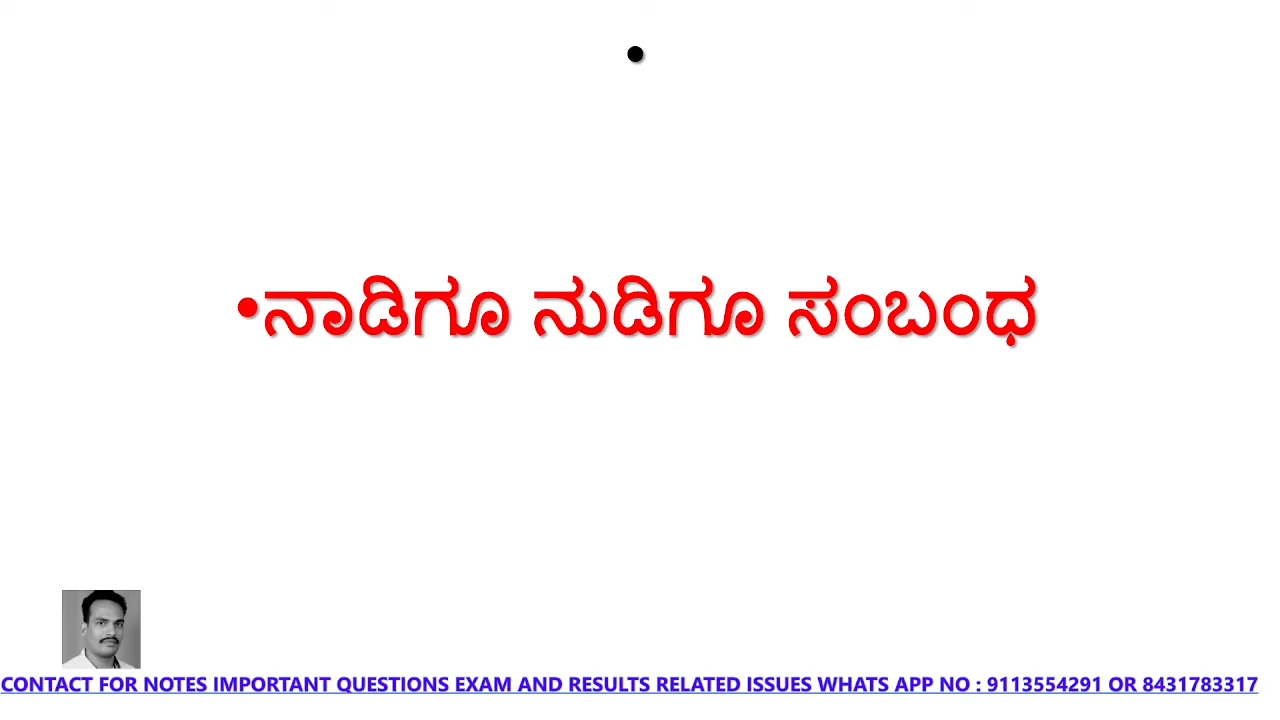 •
•ನಾಡಿಗೂ ನುಡಿಗೂ ಸಂಬಂಧ
CONTACT FOR NOTES IMPORTANT QUESTIONS EXAM AND RESULTS RELATED ISSUES WHATS APP NO : 9113554291 OR 8431783317